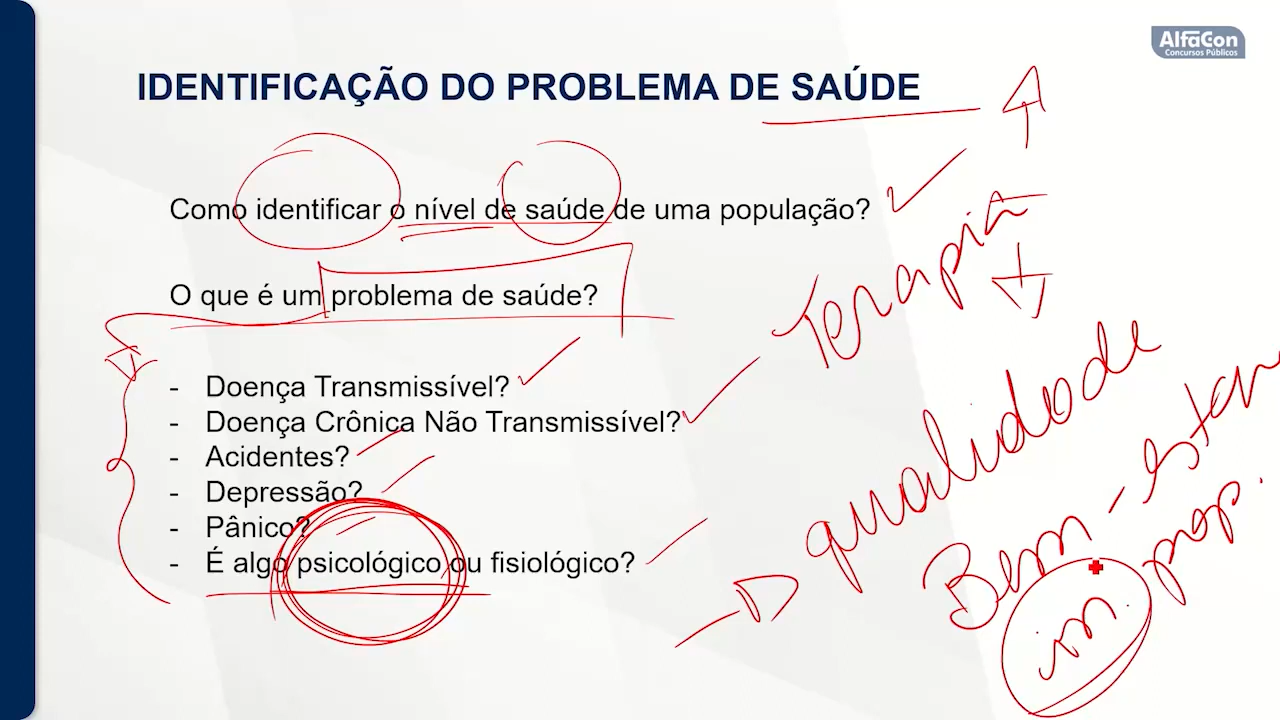 AlfaCon
Concursos Públicos
IDENTIFICAÇÃO DO PROBLEMA DE SAÚDE
Como identificar o nível de saúde de uma população?
O que é um problema de saúde?
- Doença Transmissível?
- Doença Crônica Não Transmissível?
- Acidentes?
- Depressão?
- Pânico?
- É algo psicológico ou fisiológico?
Terapia
qualidade
Bem-Estar
pop.